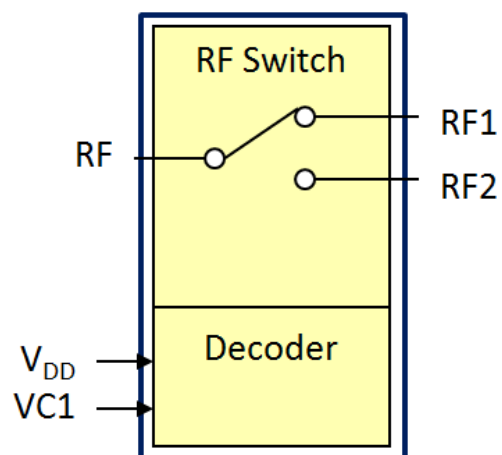 RF Switch
RF
RF1
RF2
Decoder
VDD
VC1